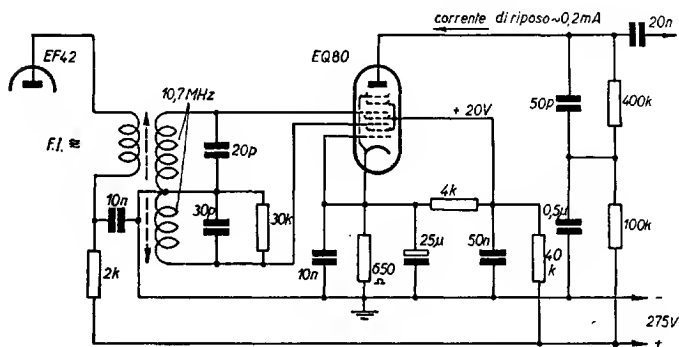 corrente di riposo ~0,2mA
20n
EF42
EQ80
10,7MHz
50p
400k
+ 20V
F.I. ≋
20p
4k
10n
30p
30k
0,5µ
100k
25µ
50n
2k
10n
650
Ω
40
k
−
275V
+